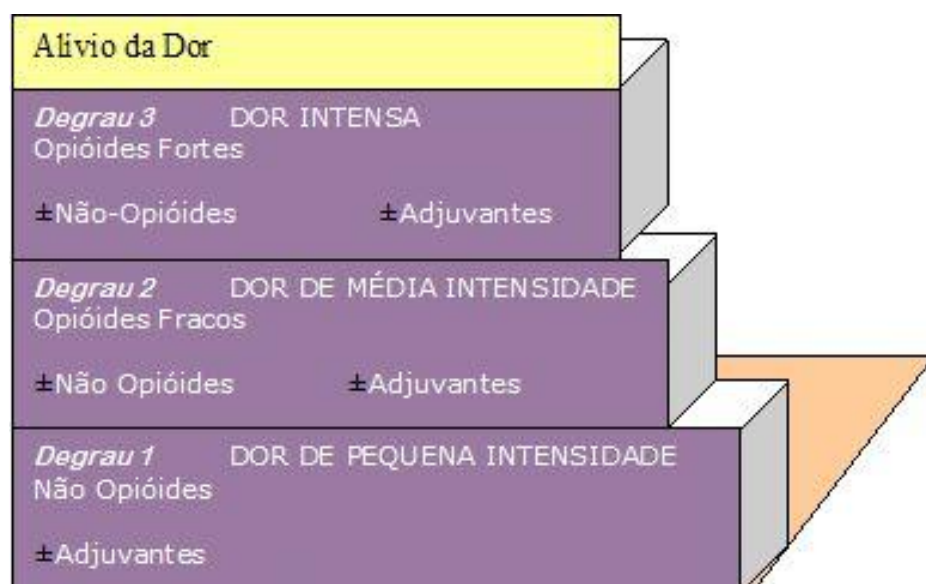 Alivio da Dor
Degrau 3 DOR INTENSA
Opióides Fortes
±Não-Opióides ±Adjuvantes
Degrau 2 DOR DE MÉDIA INTENSIDADE
Opióides Fracos
±Não Opióides ±Adjuvantes
Degrau 1 DOR DE PEQUENA INTENSIDADE
Não Opióides
±Adjuvantes